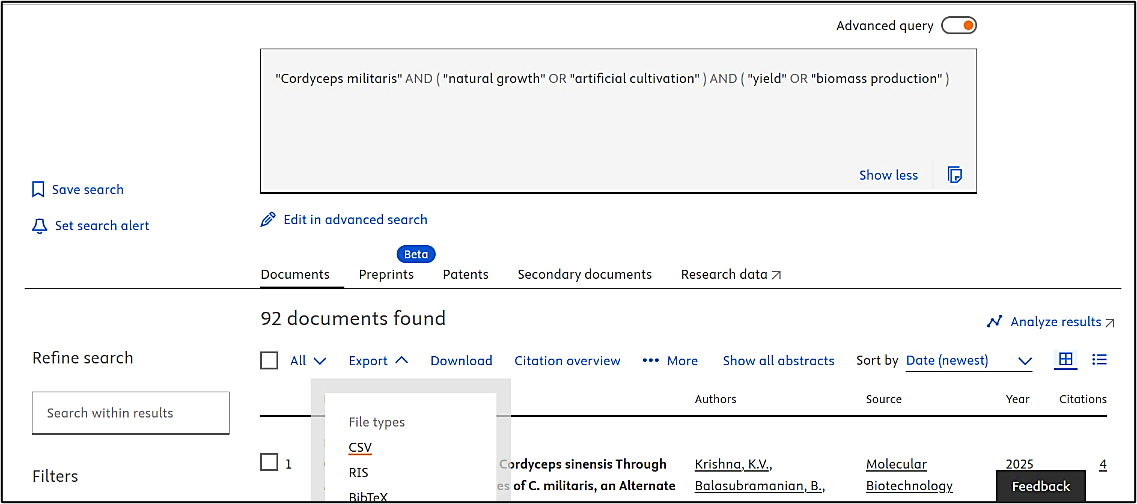 Advanced query
"Cordyceps militaris" AND ( "natural growth" OR "artificial cultivation" ) AND ( "yield" OR "biomass production" )
Show less
Save search
Set search alert
Edit in advanced search
Beta
Documents Preprints Patents Secondary documents Research data
92 documents found
Analyze results
Refine search
All Export Download Citation overview More Show all abstracts Sort by Date (newest)
Search within results
Authors Source Year Citations
File types
CSV
RIS
BibTeX
1 Cordyceps sinensis Through Krishna, K.V., Molecular 2025 4
es of C. militaris, an Alternate Balasubramanian, B., Biotechnology
Filters
Feedback